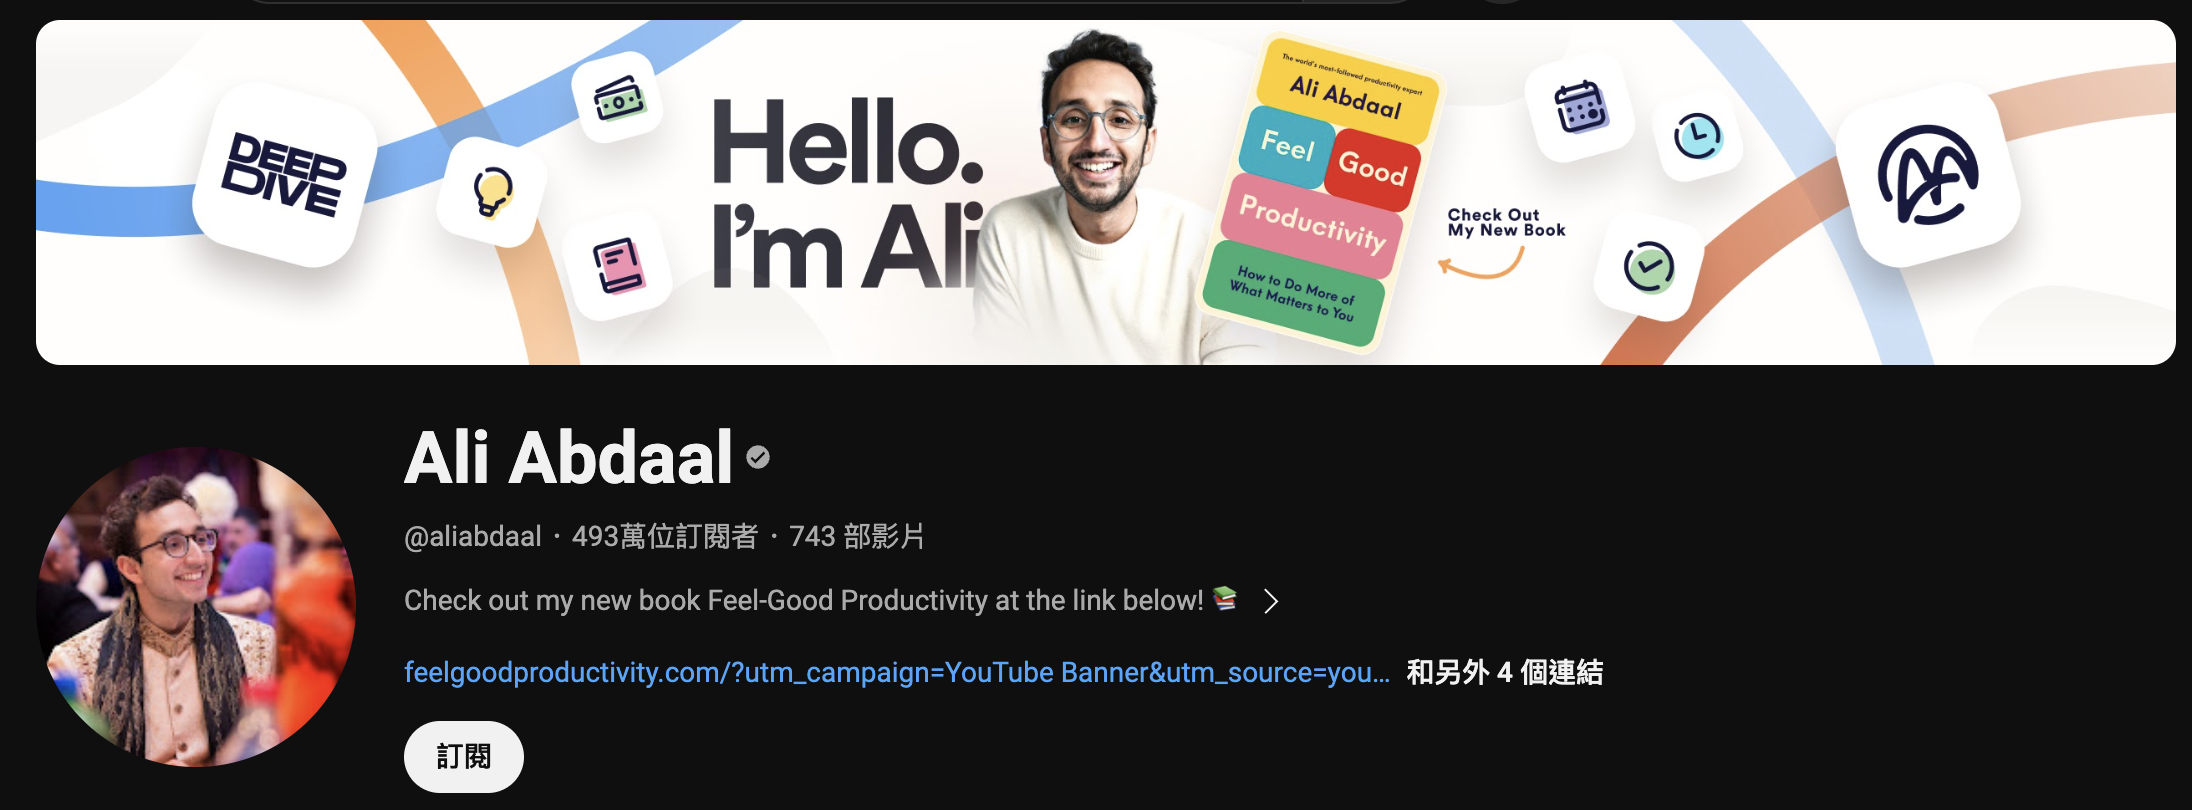 DEEP
DIVE
Hello.
I'm Ali
The world's most-followed productivity expert
Ali Abdaal
Feel
Good
Productivity
How to Do More of
What Matters to You
Check Out
My New Book
Ali Abdaal
@aliabdaal · 493萬位訂閱者 · 743 部影片
Check out my new book Feel-Good Productivity at the link below! 📚
feelgoodproductivity.com/?utm_campaign=YouTube Banner&utm_source=you... 和另外 4 個連結
訂閱